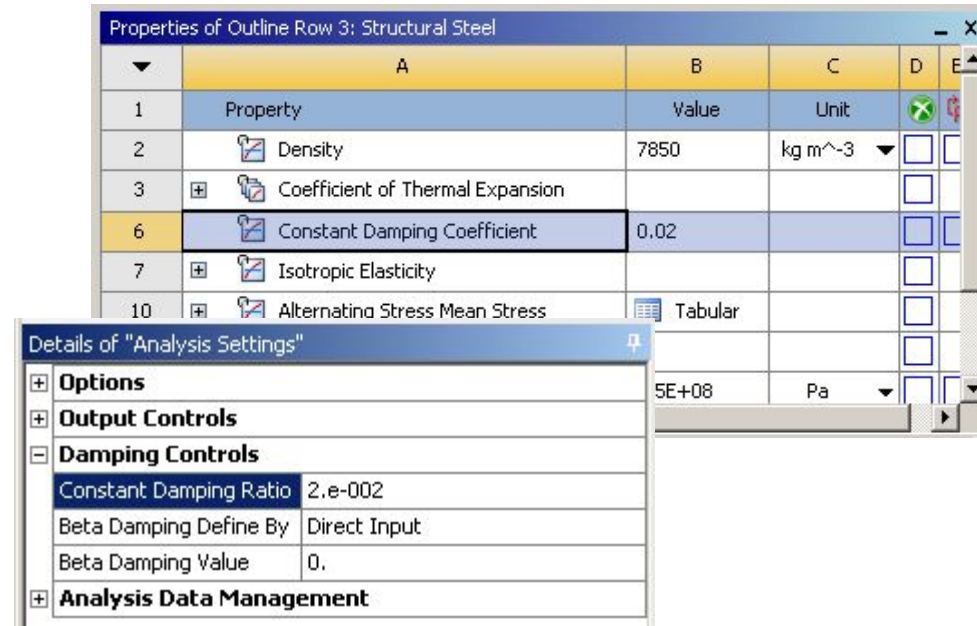 Properties of Outline Row 3: Structural Steel
A B C D E
1 Property Value Unit
2 Density 7850 kg m^-3
3 Coefficient of Thermal Expansion
6 Constant Damping Coefficient 0.02
7 Isotropic Elasticity
10 Alternating Stress Mean Stress Tabular
5E+08 Pa
Details of "Analysis Settings"
Options
Output Controls
Damping Controls
Constant Damping Ratio 2.e-002
Beta Damping Define By Direct Input
Beta Damping Value 0.
Analysis Data Management